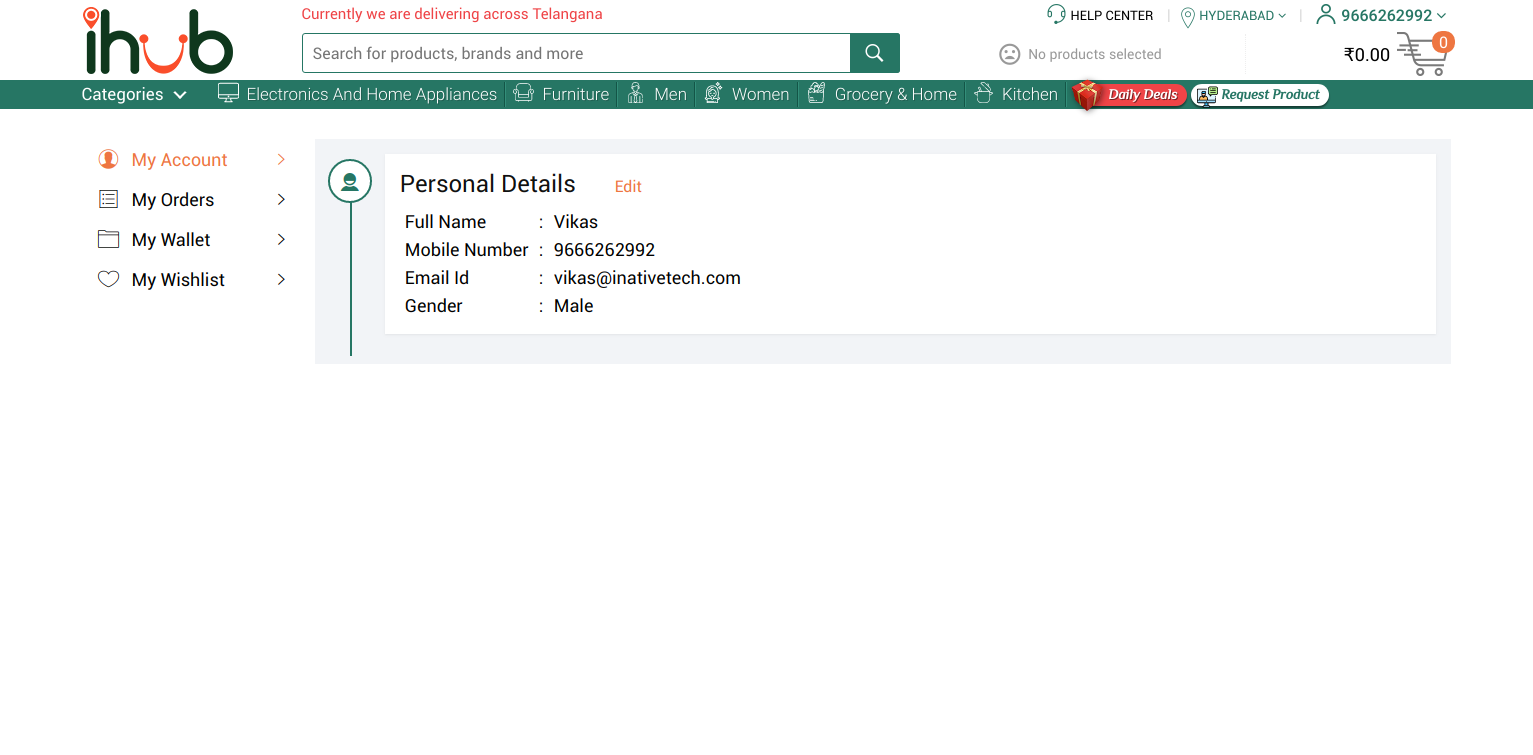 ihub
Currently we are delivering across Telangana
HELP CENTER | HYDERABAD | 9666262992
Search for products, brands and more
No products selected
₹0.00
0
Categories
Electronics And Home Appliances
Furniture
Men
Women
Grocery & Home
Kitchen
Daily Deals
Request Product
My Account
My Orders
My Wallet
My Wishlist
Personal Details Edit
Full Name : Vikas
Mobile Number : 9666262992
Email Id : vikas@inativetech.com
Gender : Male